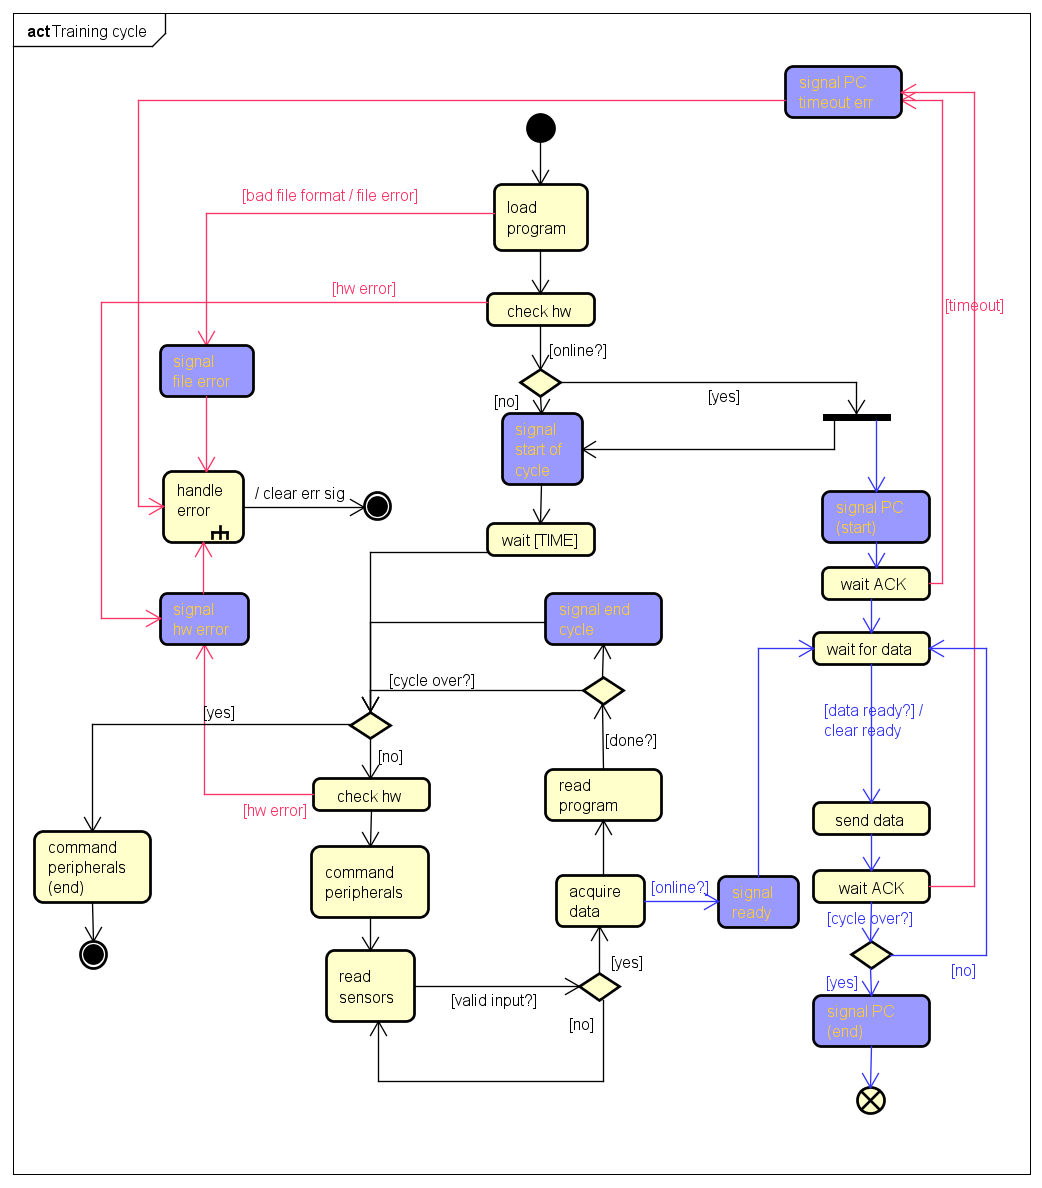 act Training cycle
signal PC
timeout err
[bad file format / file error]
load
program
[hw error]
check hw
[timeout]
[online?]
signal
file error
[no]
[yes]
signal
start of
cycle
handle
error
/ clear err sig
signal PC
(start)
wait [TIME]
wait ACK
signal
hw error
signal end
cycle
wait for data
[cycle over?]
[yes]
[data ready?] /
clear ready
[done?]
[no]
read
program
check hw
[hw error]
send data
command
peripherals
(end)
command
peripherals
acquire
data
[online?]
signal
ready
wait ACK
[cycle over?]
read
sensors
[valid input?]
[yes]
[no]
[no]
[yes]
signal PC
(end)